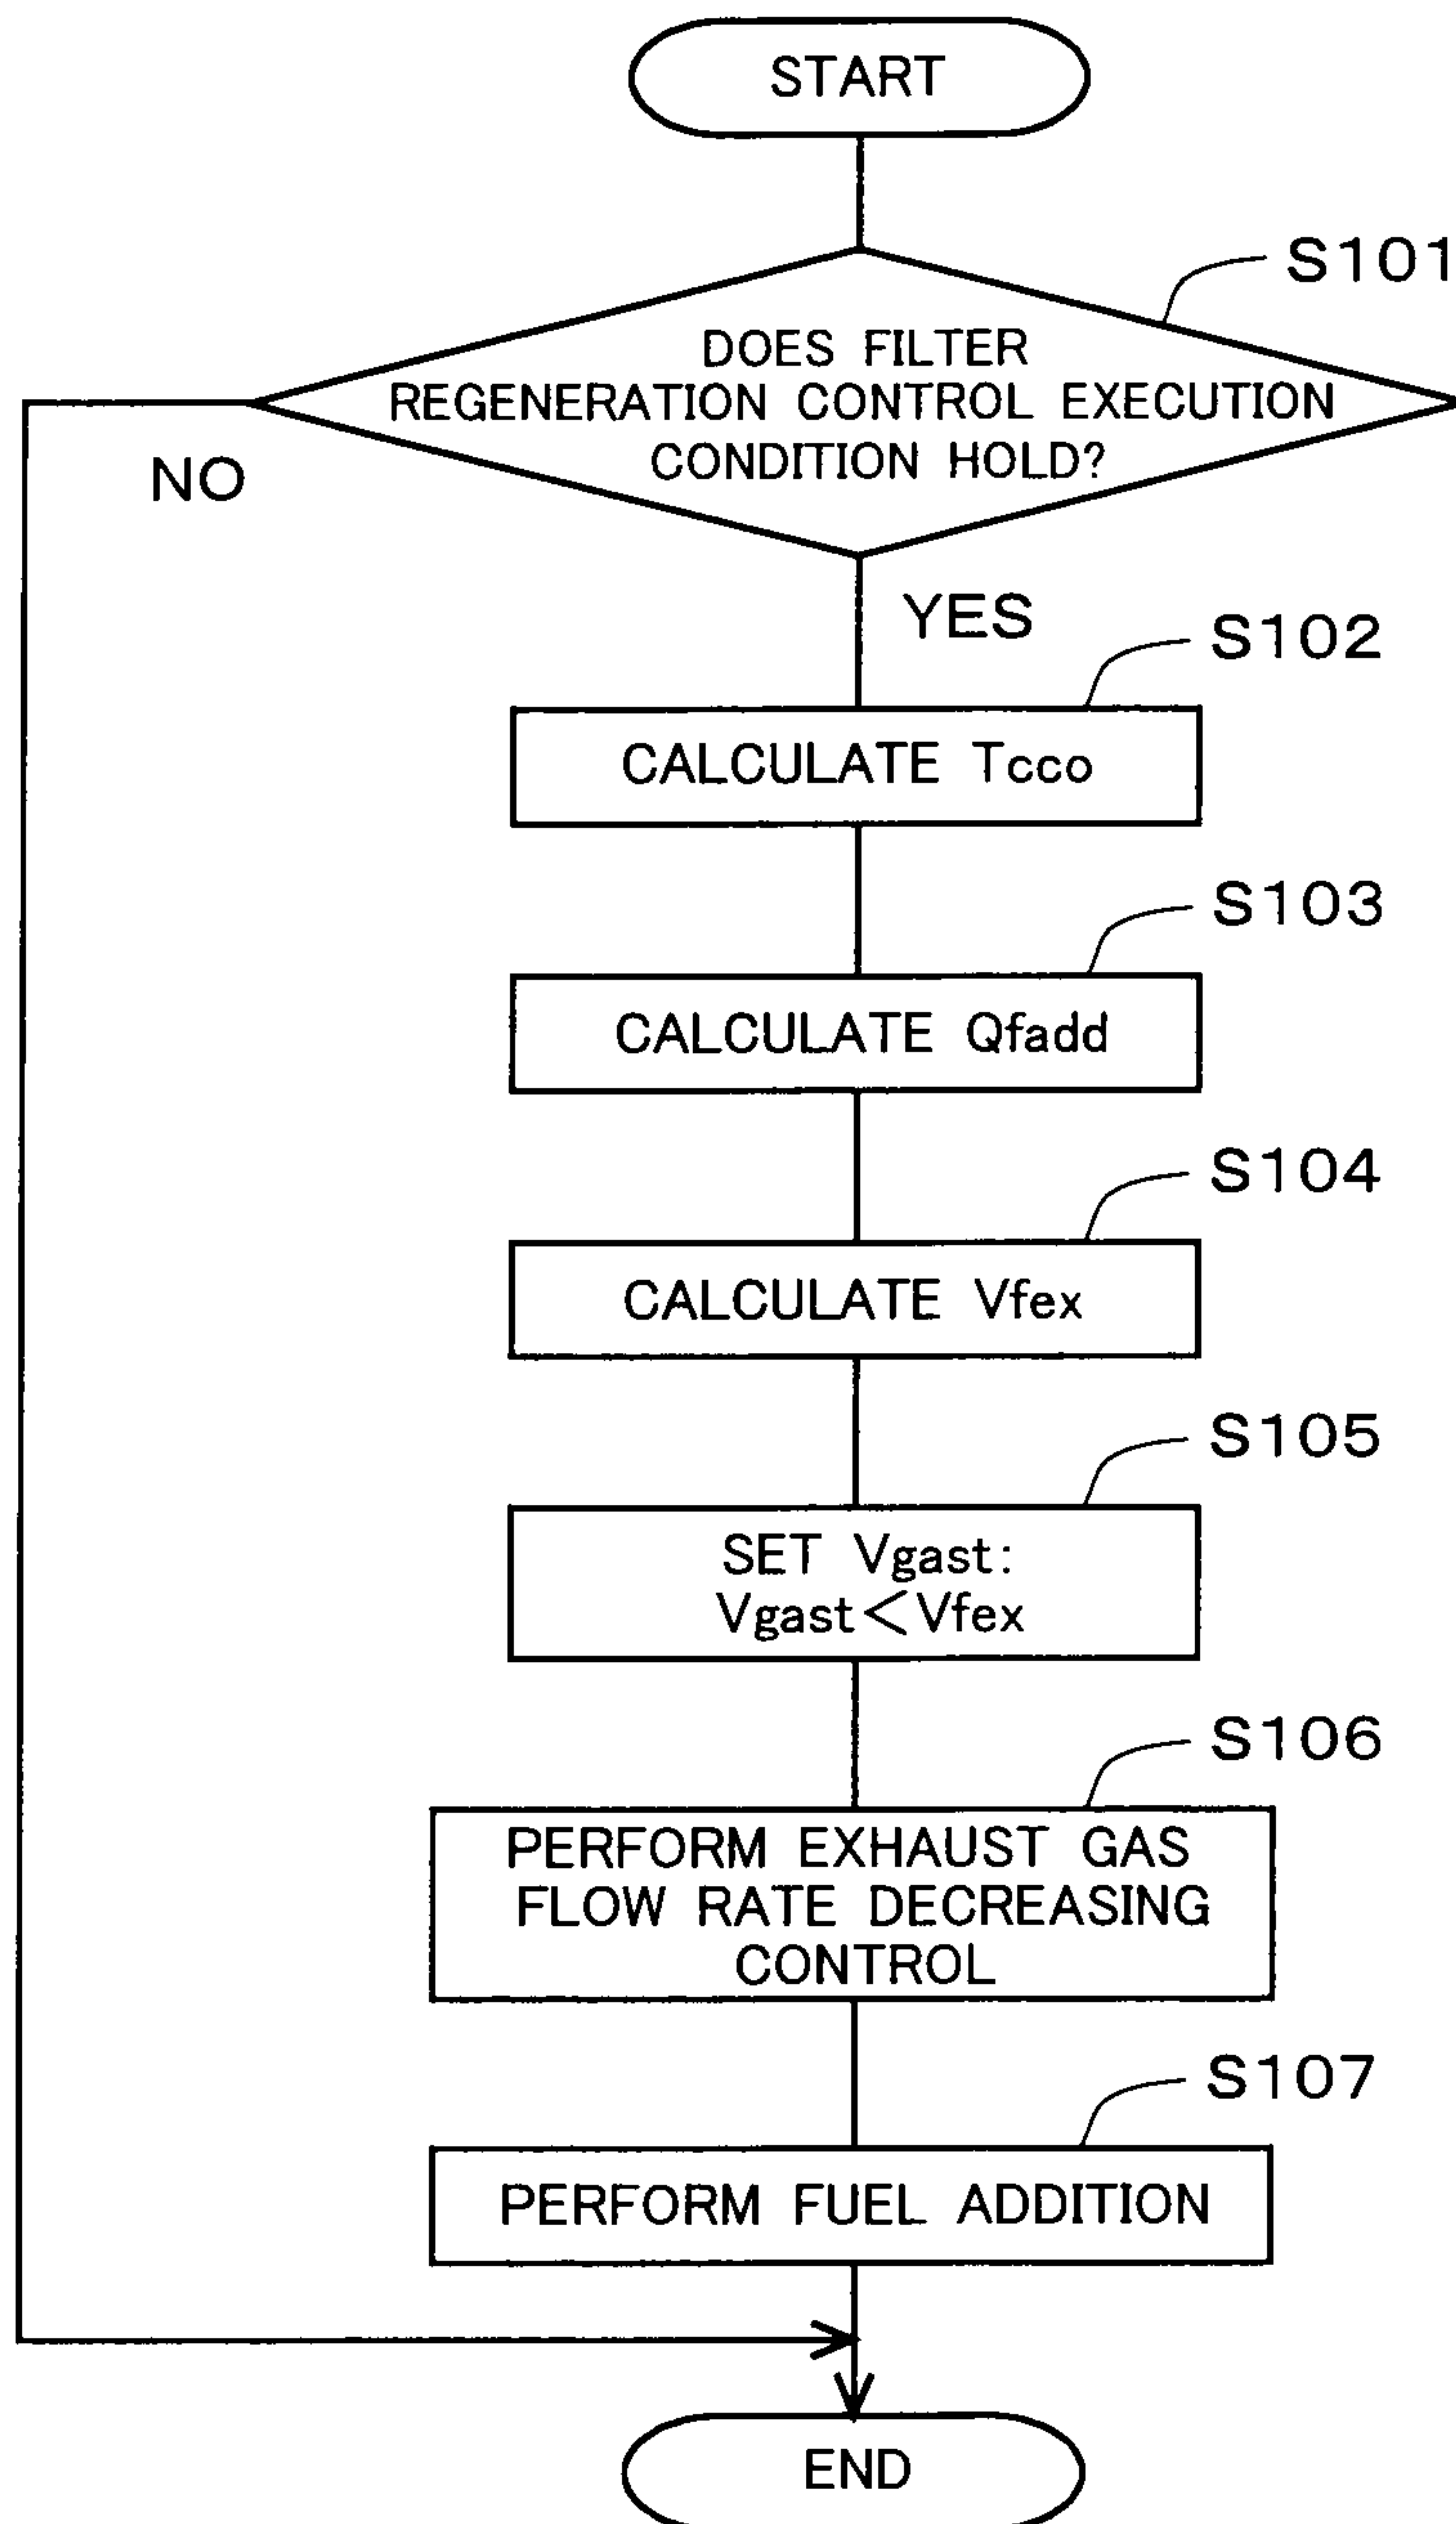 START
S101
DOES FILTER
REGENERATION CONTROL EXECUTION
CONDITION HOLD?
NO
YES
S102
CALCULATE Tcco
S103
CALCULATE Qfadd
S104
CALCULATE Vfex
S105
SET Vgast:
Vgast<Vfex
S106
PERFORM EXHAUST GAS
FLOW RATE DECREASING
CONTROL
S107
PERFORM FUEL ADDITION
END